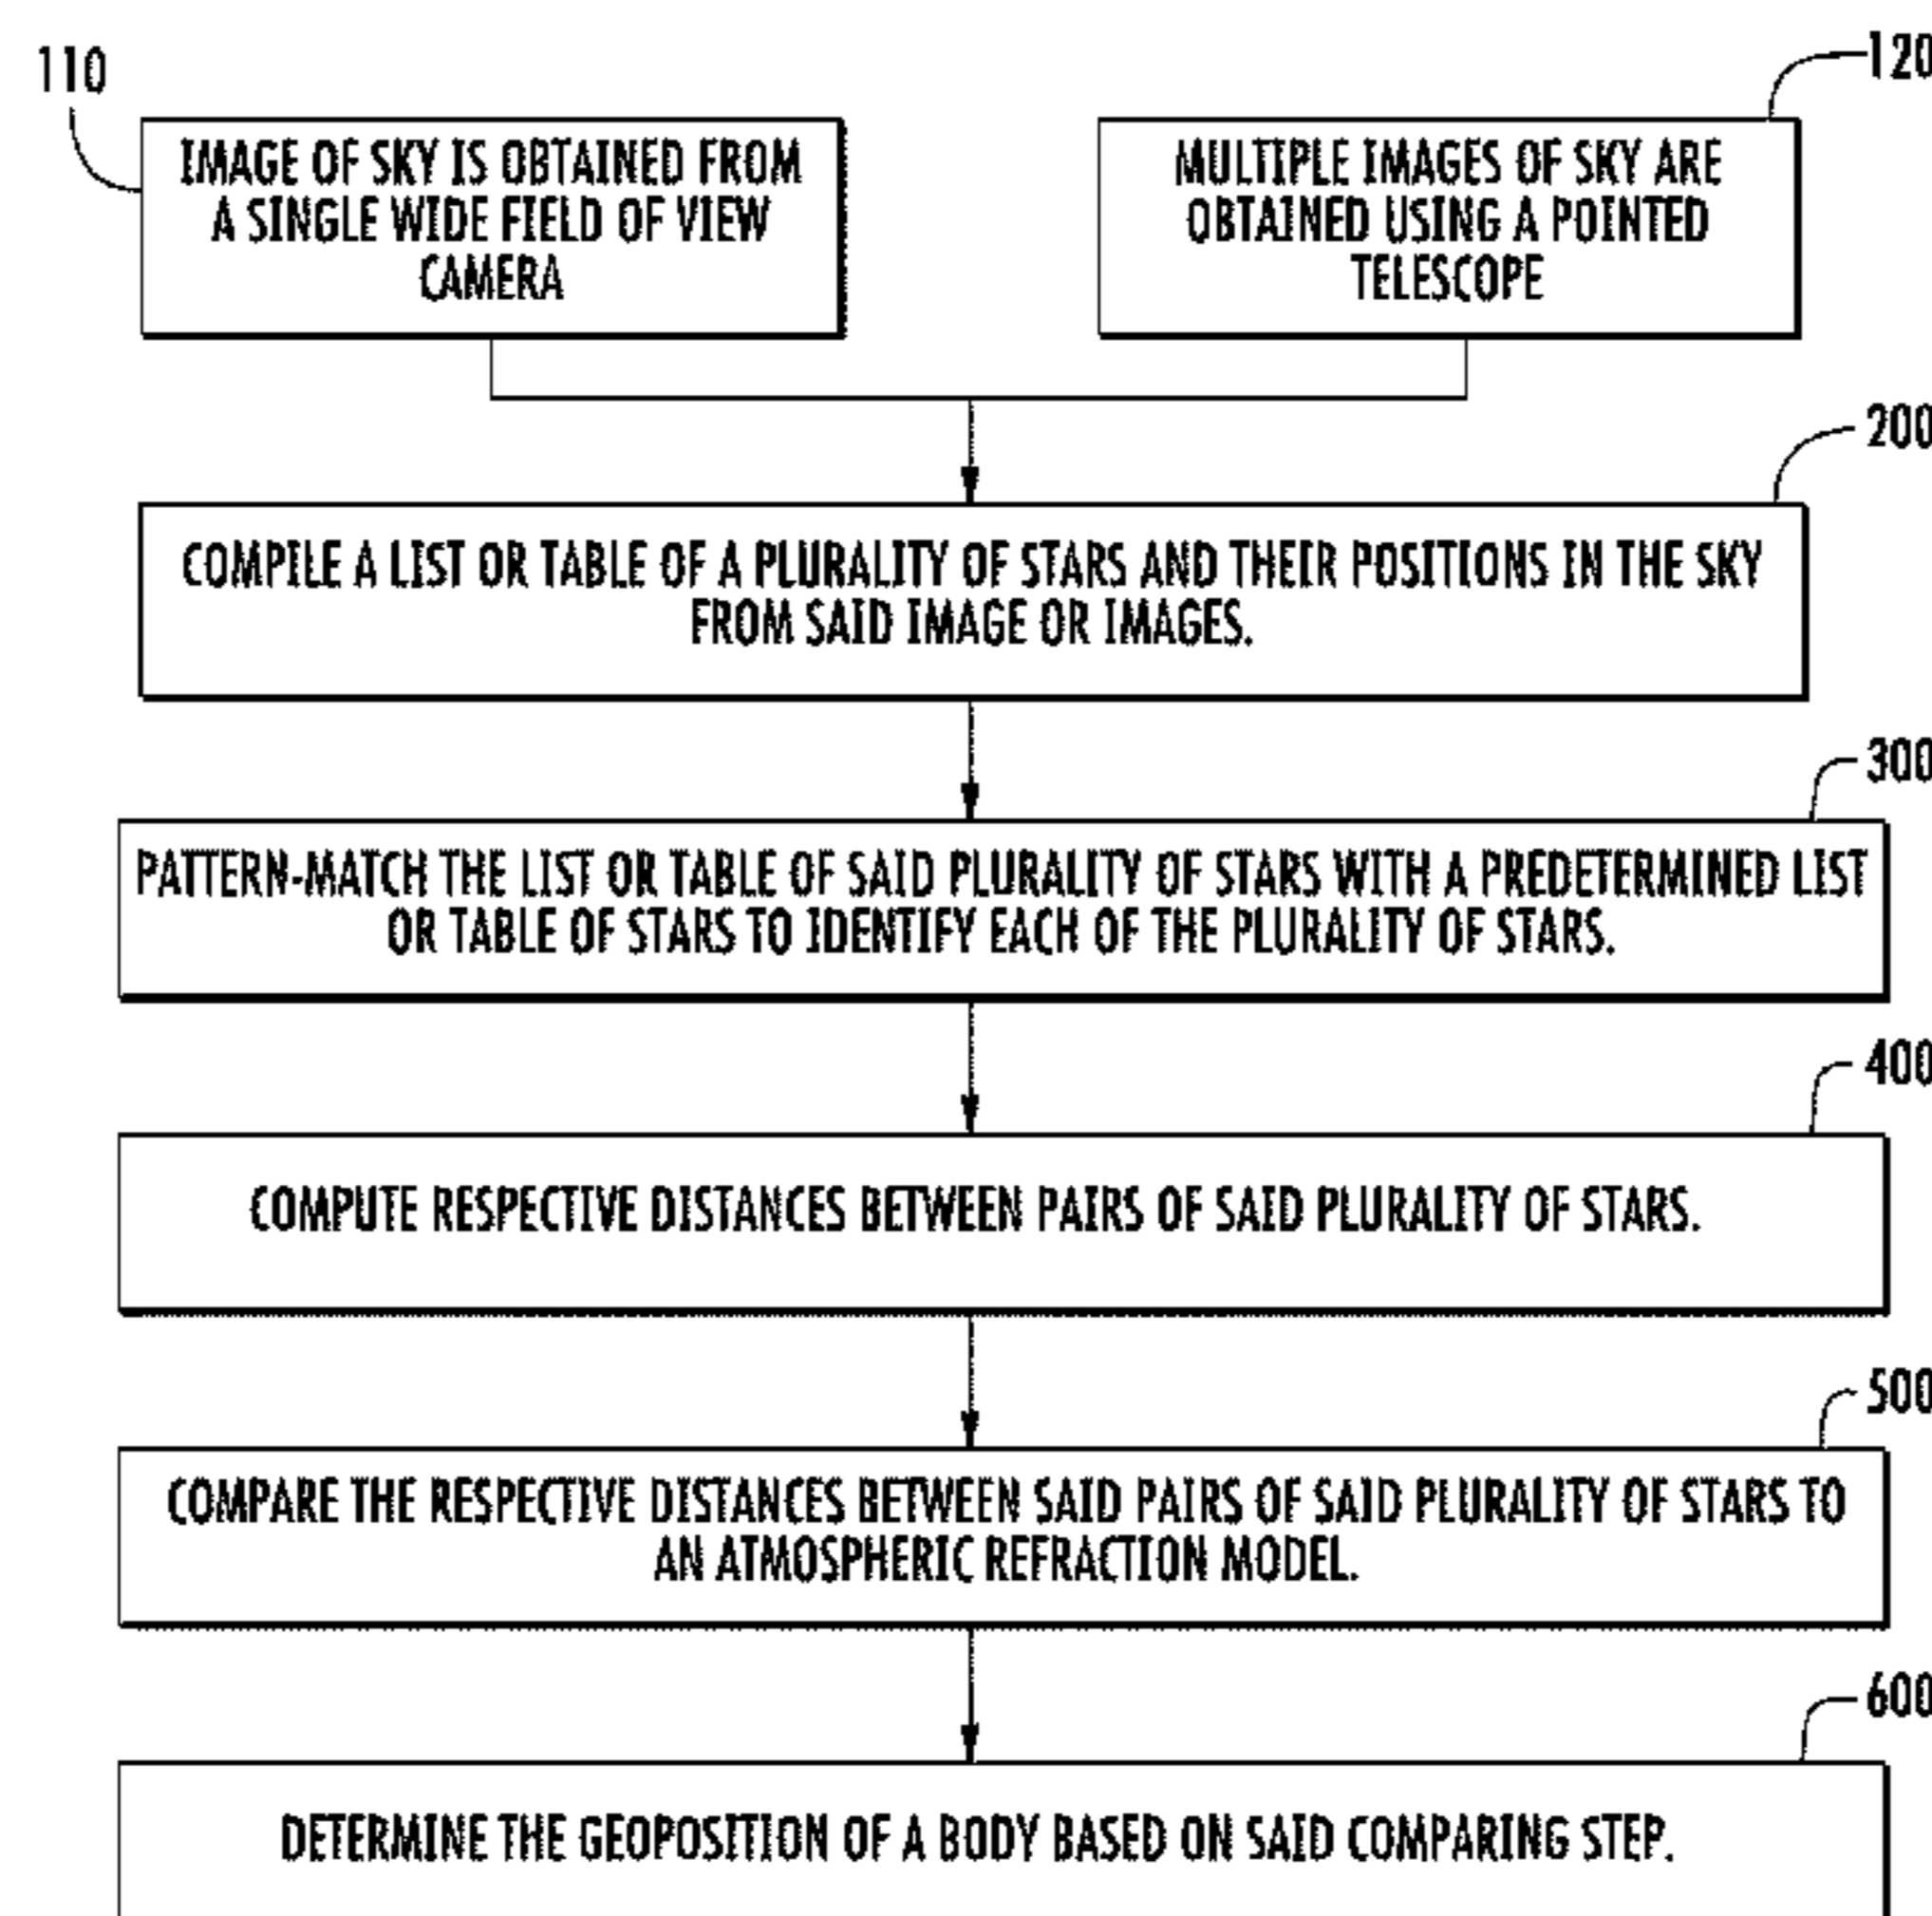 110
120
IMAGE OF SKY IS OBTAINED FROM
A SINGLE WIDE FIELD OF VIEW
CAMERA
MULTIPLE IMAGES OF SKY ARE
OBTAINED USING A POINTED
TELESCOPE
200
COMPILE A LIST OR TABLE OF A PLURALITY OF STARS AND THEIR POSITIONS IN THE SKY
FROM SAID IMAGE OR IMAGES.
300
PATTERN-MATCH THE LIST OR TABLE OF SAID PLURALITY OF STARS WITH A PREDETERMINED LIST
OR TABLE OF STARS TO IDENTIFY EACH OF THE PLURALITY OF STARS.
400
COMPUTE RESPECTIVE DISTANCES BETWEEN PAIRS OF SAID PLURALITY OF STARS.
500
COMPARE THE RESPECTIVE DISTANCES BETWEEN SAID PAIRS OF SAID PLURALITY OF STARS TO
AN ATMOSPHERIC REFRACTION MODEL.
600
DETERMINE THE GEOPOSITION OF A BODY BASED ON SAID COMPARING STEP.